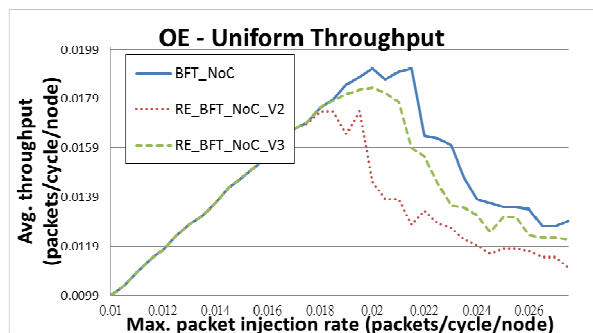 OE - Uniform Throughput
0.0199
0.0179
0.0159
0.0139
0.0119
0.0099
Avg. throughput
(packets/cycle/node)
BFT_NoC
RE_BFT_NoC_V2
RE_BFT_NoC_V3
0.01 0.012 0.014 0.016 0.018 0.02 0.022 0.024 0.026
Max. packet injection rate (packets/cycle/node)